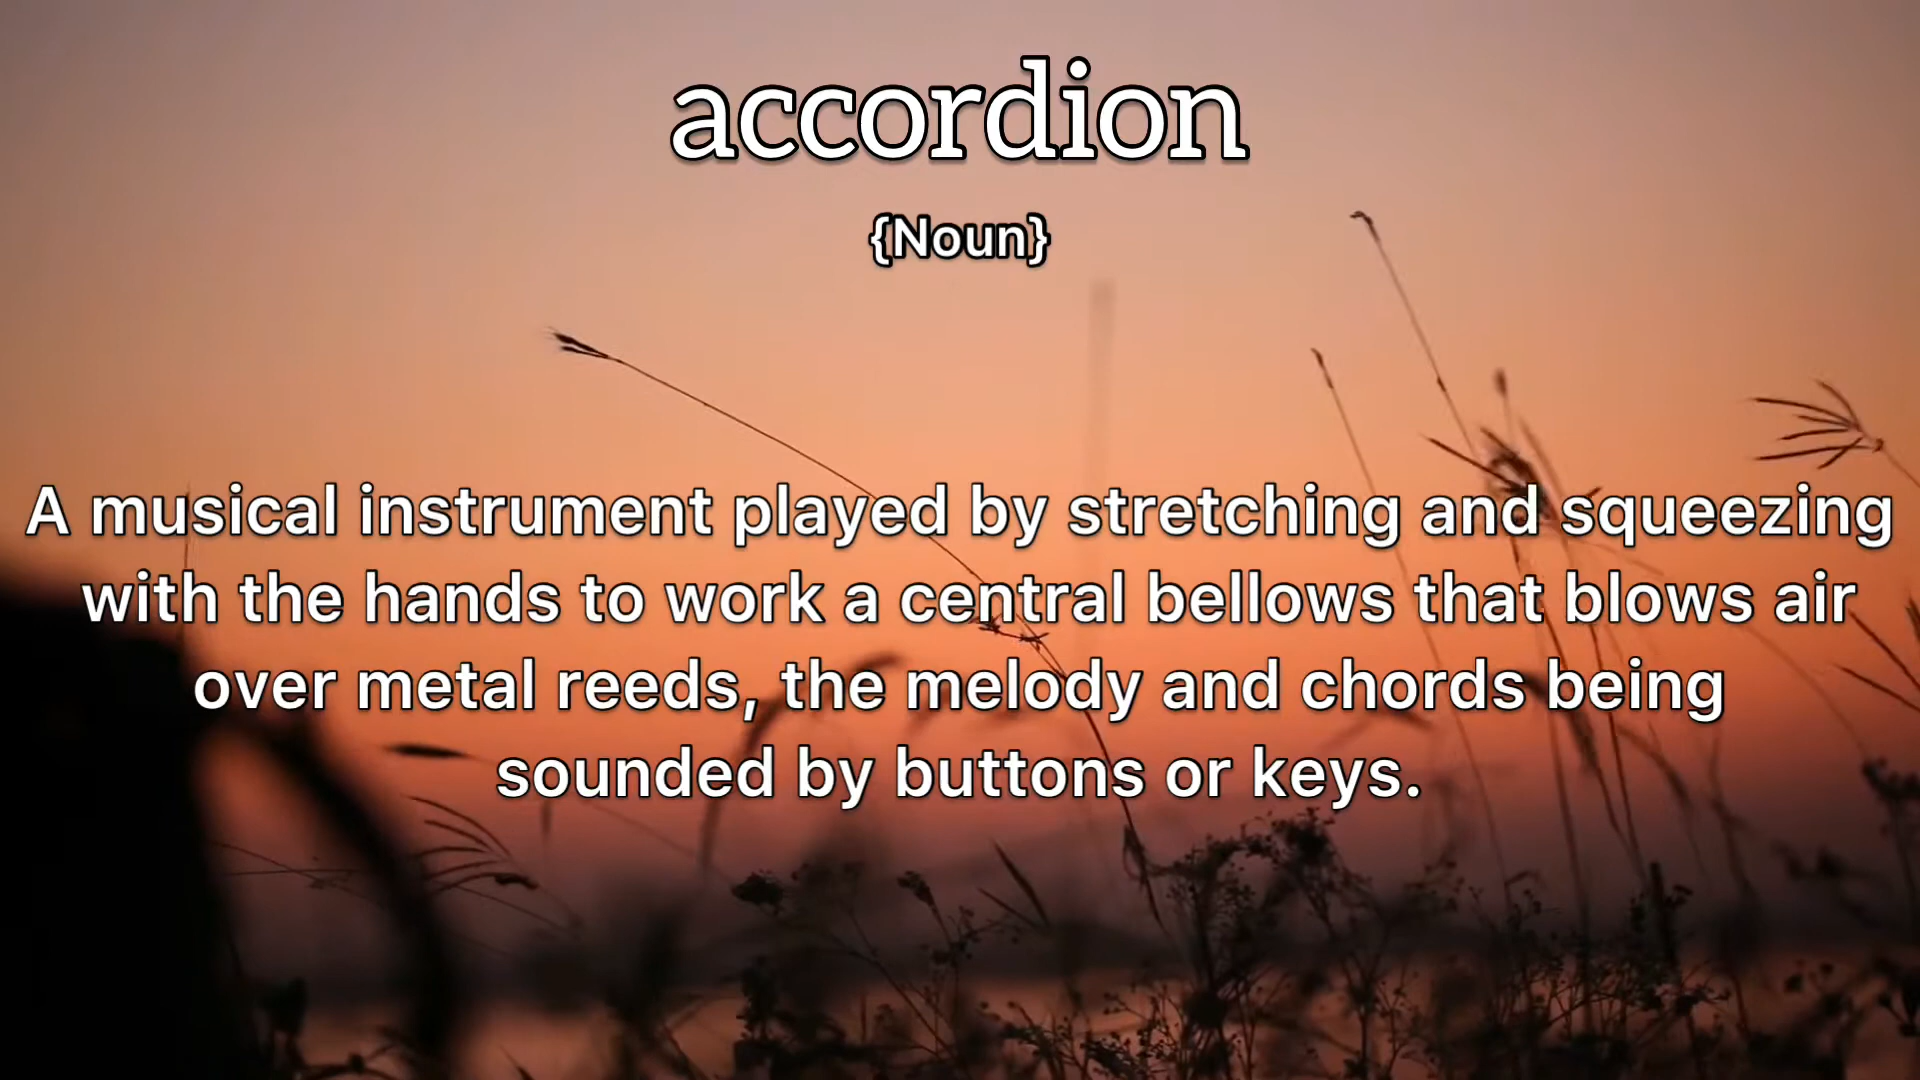 accordion
{Noun}
A musical instrument played by stretching and squeezing
with the hands to work a central bellows that blows air
over metal reeds, the melody and chords being
sounded by buttons or keys.